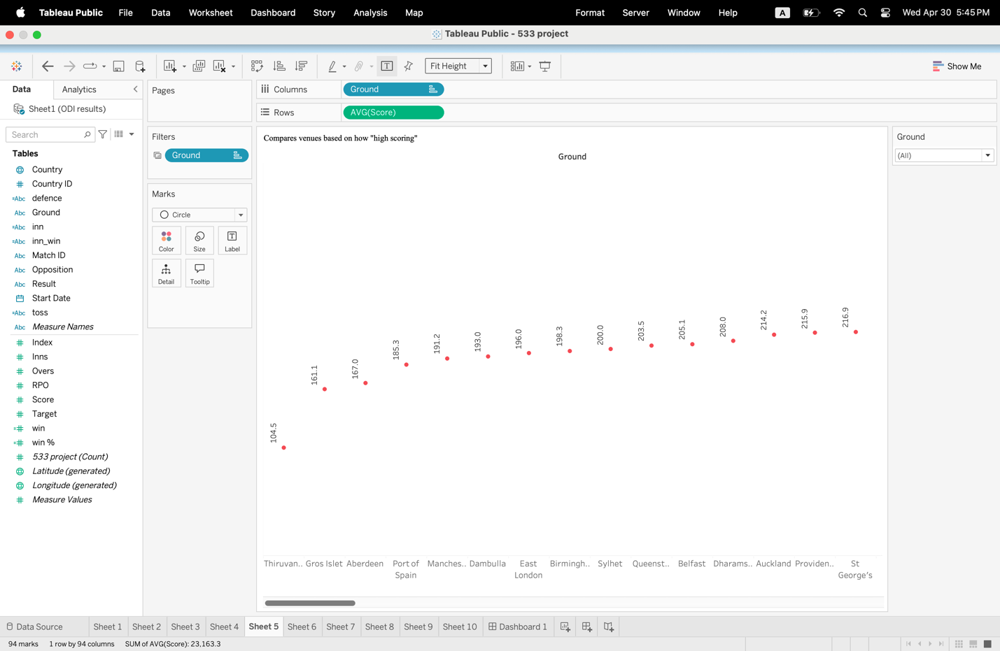 Tableau Public File Data Worksheet Dashboard Story Analysis Map Format Server Window Help A Wed Apr 30 5:45 PM
Tableau Public - 533 project
Fit Height
Show Me
Data Analytics
Sheet1 (ODI results)
Search
Tables
Country
Country ID
=Abc defence
Abc Ground
=Abc inn
=Abc inn_win
Abc Match ID
Abc Opposition
Abc Result
Start Date
=Abc toss
Abc Measure Names
Index
Inns
Overs
RPO
Score
Target
win
win %
533 project (Count)
Latitude (generated)
Longitude (generated)
Measure Values
Pages
Filters
Ground
Marks
Circle
Color Size Label
Detail Tooltip
Columns Ground
Rows AVG(Score)
Compares venues based on how "high scoring"
Ground
104.5
161.1
167.0
185.3
191.2
193.0
196.0
198.3
200.0
203.5
205.1
208.0
214.2
215.9
216.9
Thiruvan.. Gros Islet Aberdeen Port of Spain Manches.. Dambulla East London Birmingh.. Sylhet Queenst.. Belfast Dharams.. Auckland Providen.. St George's
Ground
(All)
Data Source Sheet 1 Sheet 2 Sheet 3 Sheet 4 Sheet 5 Sheet 6 Sheet 7 Sheet 8 Sheet 9 Sheet 10 Dashboard 1
94 marks 1 row by 94 columns SUM of AVG(Score): 23,163.3